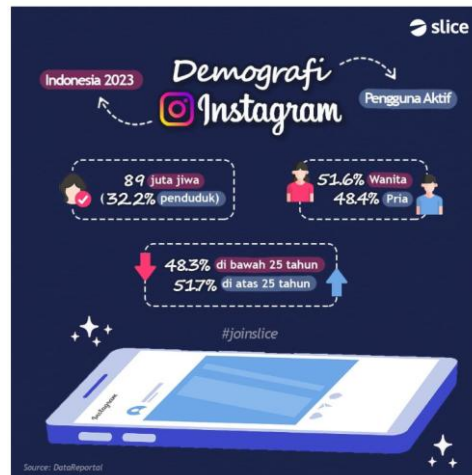 slice
Indonesia 2023
Demografi
Instagram
Pengguna Aktif
89 juta jiwa
(32.2% penduduk)
51.6% Wanita
48.4% Pria
48.3% di bawah 25 tahun
51.7% di atas 25 tahun
#joinslice
Instagram
Source: DataReportal